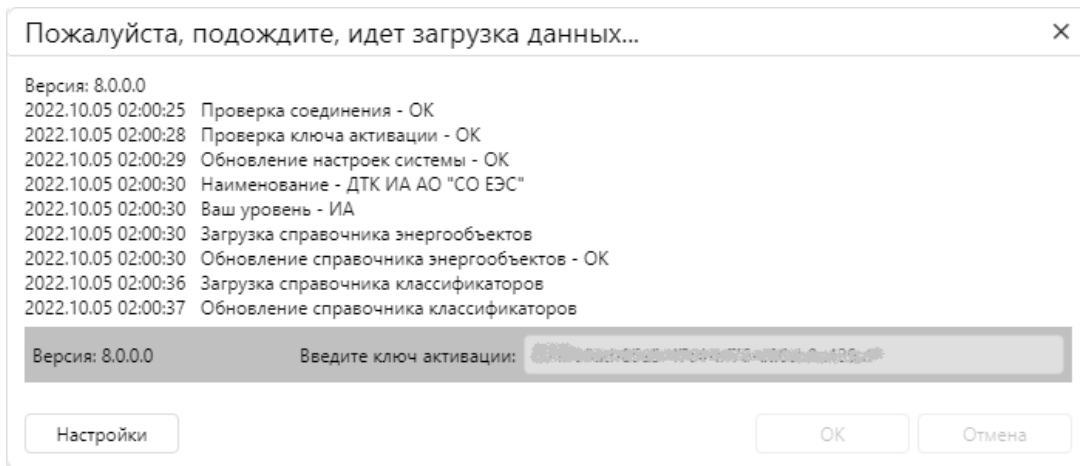 Пожалуйста, подождите, идет загрузка данных...
Версия: 8.0.0.0
2022.10.05 02:00:25 Проверка соединения - ОК
2022.10.05 02:00:28 Проверка ключа активации - ОК
2022.10.05 02:00:29 Обновление настроек системы - ОК
2022.10.05 02:00:30 Наименование - ДТК ИА АО "СО ЕЭС"
2022.10.05 02:00:30 Ваш уровень - ИА
2022.10.05 02:00:30 Загрузка справочника энергообъектов
2022.10.05 02:00:30 Обновление справочника энергообъектов - ОК
2022.10.05 02:00:36 Загрузка справочника классификаторов
2022.10.05 02:00:37 Обновление справочника классификаторов
Версия: 8.0.0.0 Введите ключ активации:
Настройки ОК Отмена